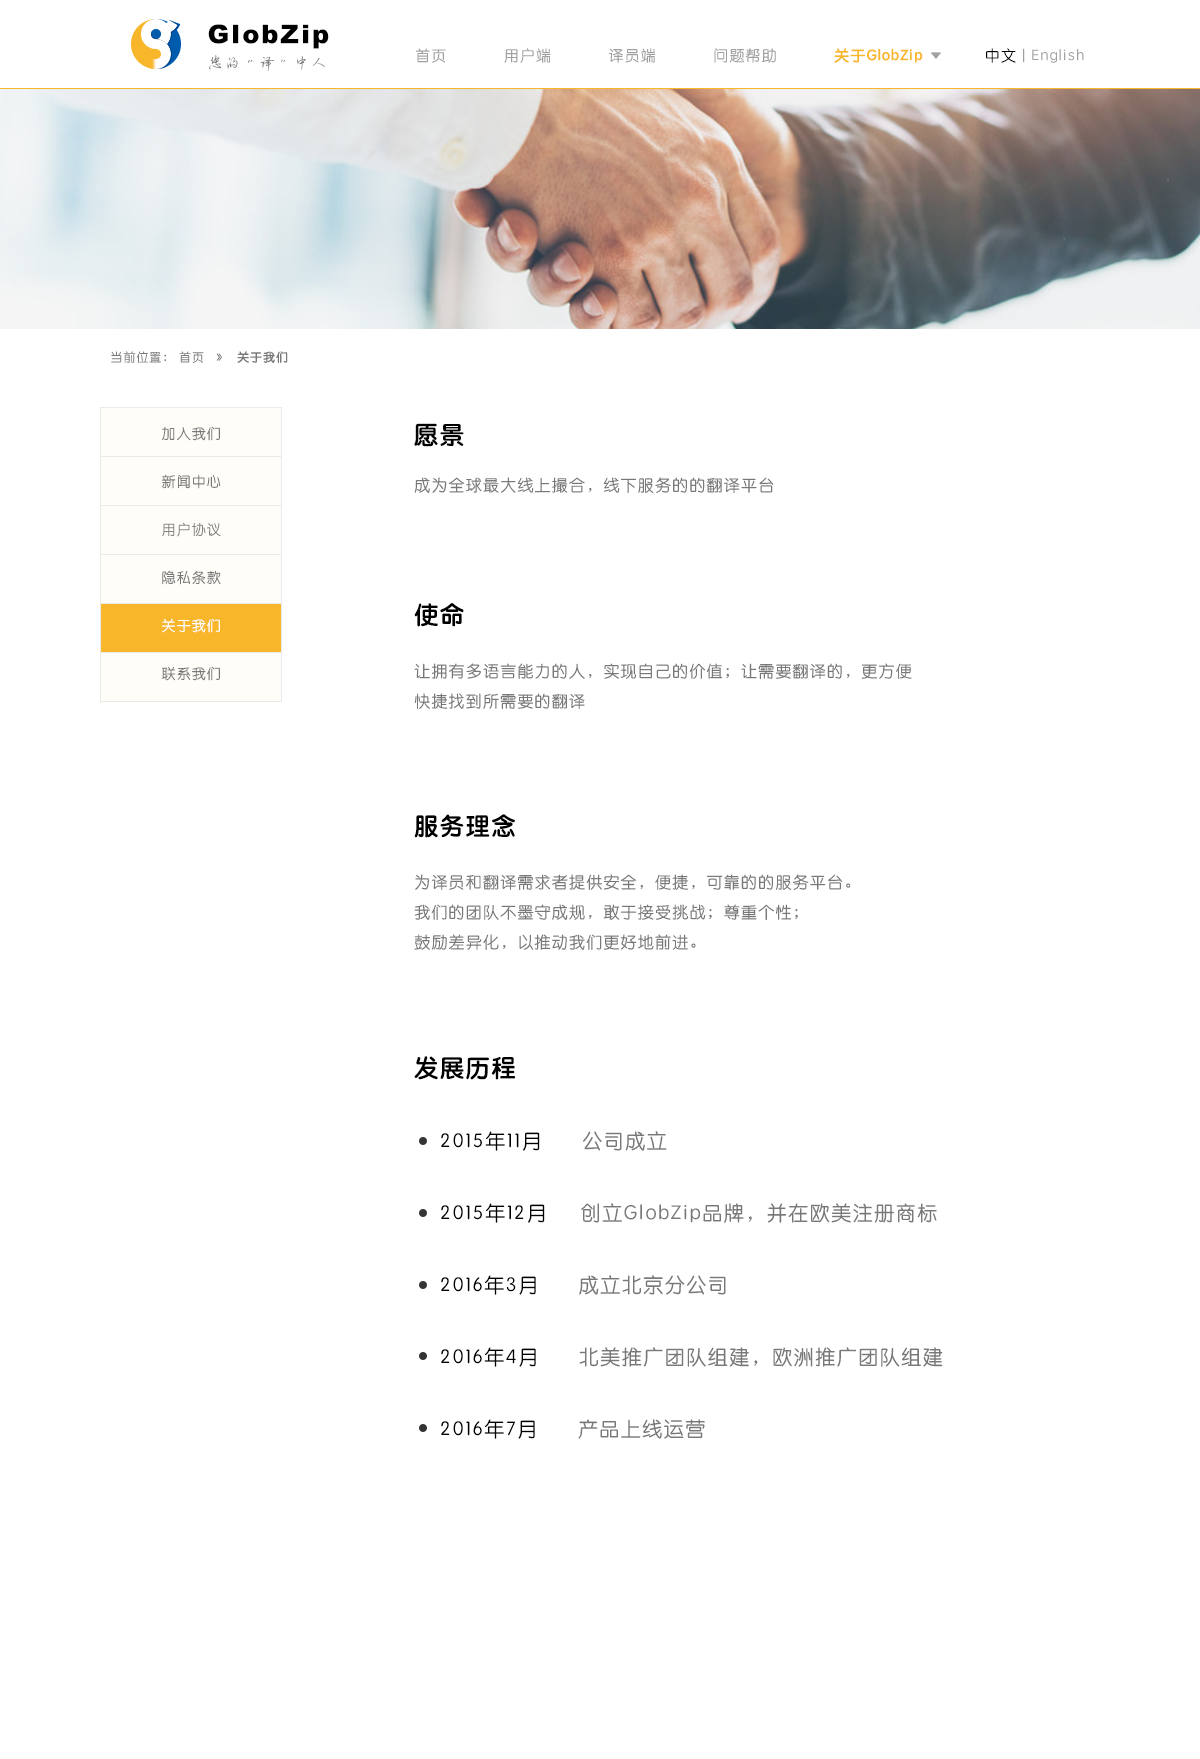 GlobZip
您的“译”中人
首页 用户端 译员端 问题帮助 关于GlobZip 中文 | English
当前位置： 首页 » 关于我们
加入我们
新闻中心
用户协议
隐私条款
关于我们
联系我们
愿景
成为全球最大线上撮合，线下服务的的翻译平台
使命
让拥有多语言能力的人，实现自己的价值；让需要翻译的，更方便
快捷找到所需要的翻译
服务理念
为译员和翻译需求者提供安全，便捷，可靠的的服务平台。
我们的团队不墨守成规，敢于接受挑战；尊重个性；
鼓励差异化，以推动我们更好地前进。
发展历程
2015年11月 公司成立
2015年12月 创立GlobZip品牌，并在欧美注册商标
2016年3月 成立北京分公司
2016年4月 北美推广团队组建，欧洲推广团队组建
2016年7月 产品上线运营